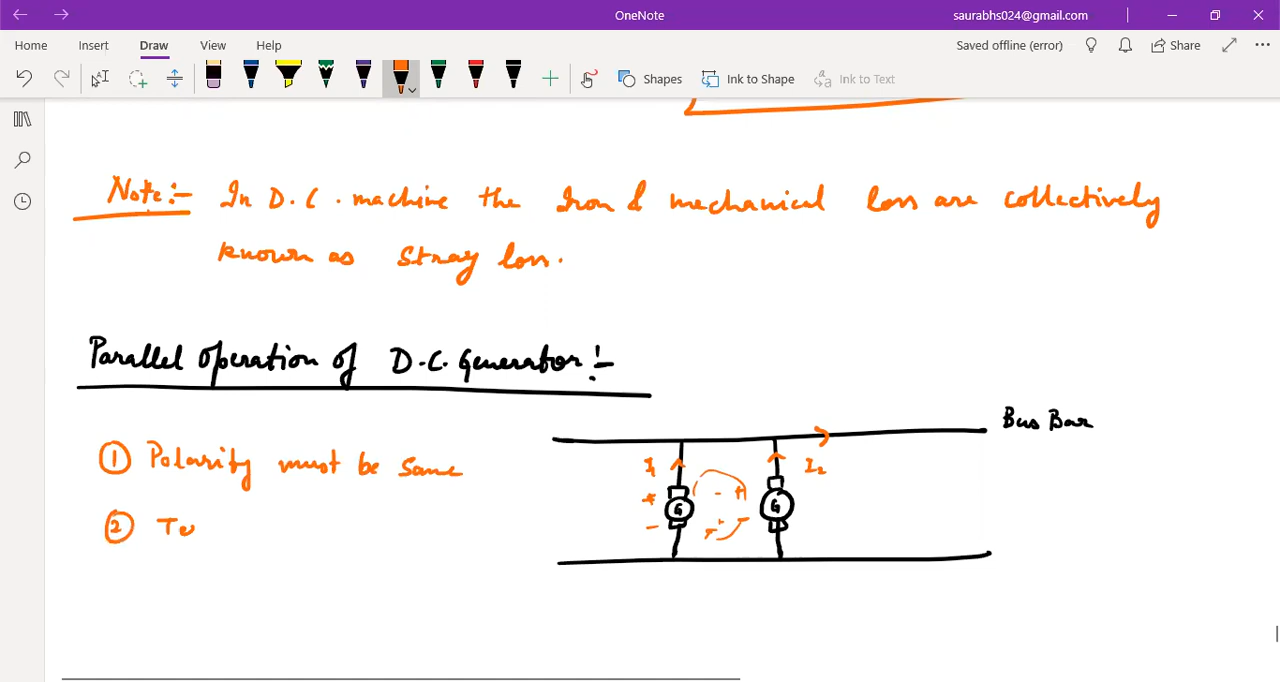 OneNote
saurabhs024@gmail.com
Home Insert Draw View Help
Saved offline (error)
Share
Shapes
Ink to Shape
Ink to Text
Note:- In D.C. machine the Iron & mechanical loss are collectively
known as Stray loss.
Parallel Operation of D.C. Generator:-
Bus Bar
① Polarity must be same
I1 I2
+ - +
G G
- + -
② Te